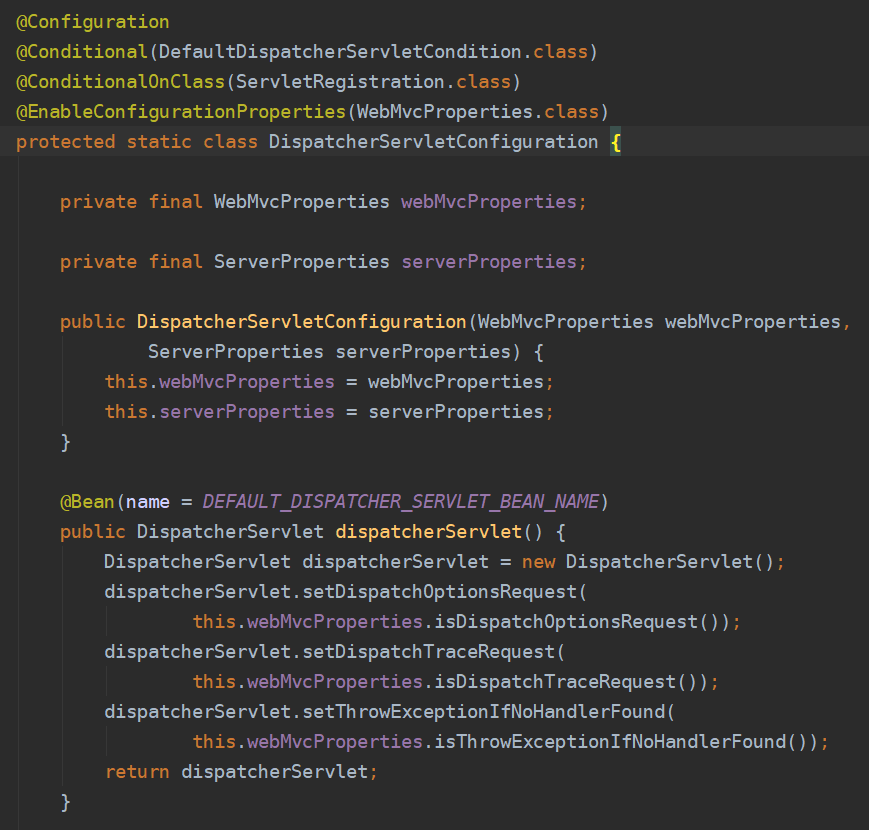 @Configuration
@Conditional(DefaultDispatcherServletCondition.class)
@ConditionalOnClass(ServletRegistration.class)
@EnableConfigurationProperties(WebMvcProperties.class)
protected static class DispatcherServletConfiguration {
private final WebMvcProperties webMvcProperties;
private final ServerProperties serverProperties;
public DispatcherServletConfiguration(WebMvcProperties webMvcProperties,
ServerProperties serverProperties) {
this.webMvcProperties = webMvcProperties;
this.serverProperties = serverProperties;
}
@Bean(name = DEFAULT_DISPATCHER_SERVLET_BEAN_NAME)
public DispatcherServlet dispatcherServlet() {
DispatcherServlet dispatcherServlet = new DispatcherServlet();
dispatcherServlet.setDispatchOptionsRequest(
this.webMvcProperties.isDispatchOptionsRequest());
dispatcherServlet.setDispatchTraceRequest(
this.webMvcProperties.isDispatchTraceRequest());
dispatcherServlet.setThrowExceptionIfNoHandlerFound(
this.webMvcProperties.isThrowExceptionIfNoHandlerFound());
return dispatcherServlet;
}